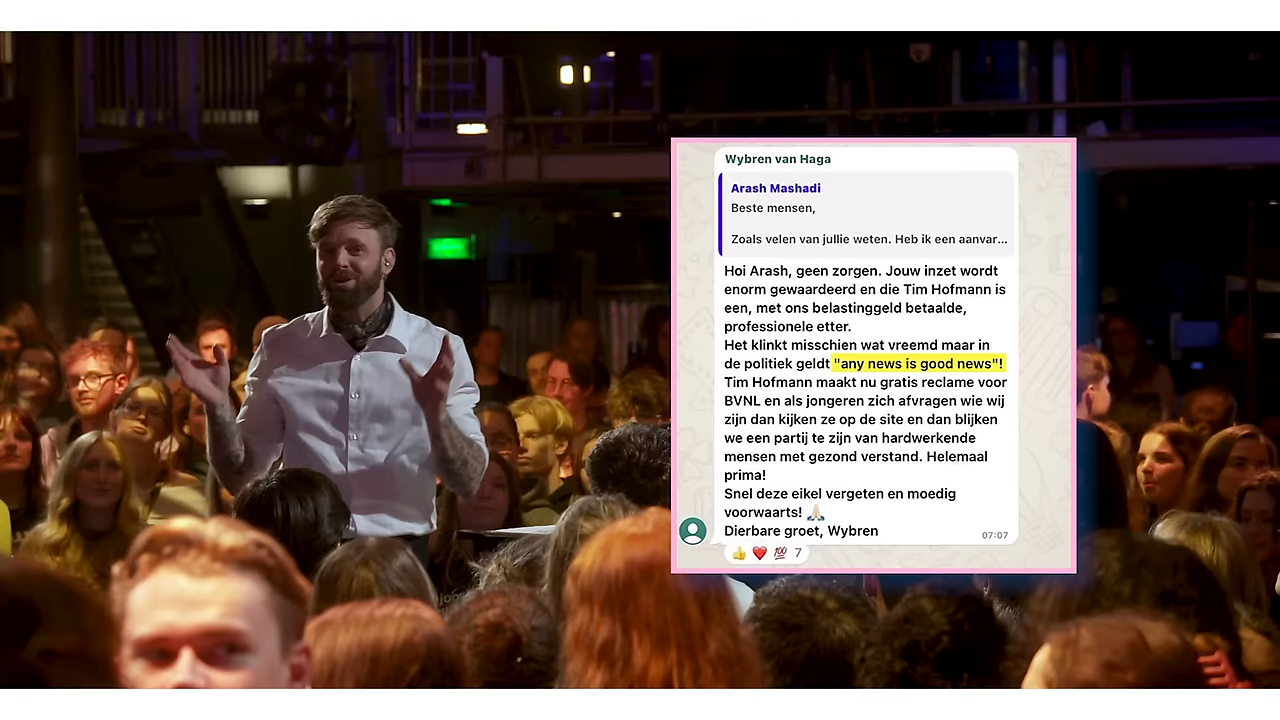 Wybren van Haga
Arash Mashadi
Beste mensen,
Zoals velen van jullie weten. Heb ik een aanvar...
Hoi Arash, geen zorgen. Jouw inzet wordt
enorm gewaardeerd en die Tim Hofmann is
een, met ons belastinggeld betaalde,
professionele etter.
Het klinkt misschien wat vreemd maar in
de politiek geldt "any news is good news"!
Tim Hofmann maakt nu gratis reclame voor
BVNL en als jongeren zich afvragen wie wij
zijn dan kijken ze op de site en dan blijken
we een partij te zijn van hardwerkende
mensen met gezond verstand. Helemaal
prima!
Snel deze eikel vergeten en moedig
voorwaarts! 🙏🏻
Dierbare groet, Wybren
07:07
👍 ❤️ 💯 7